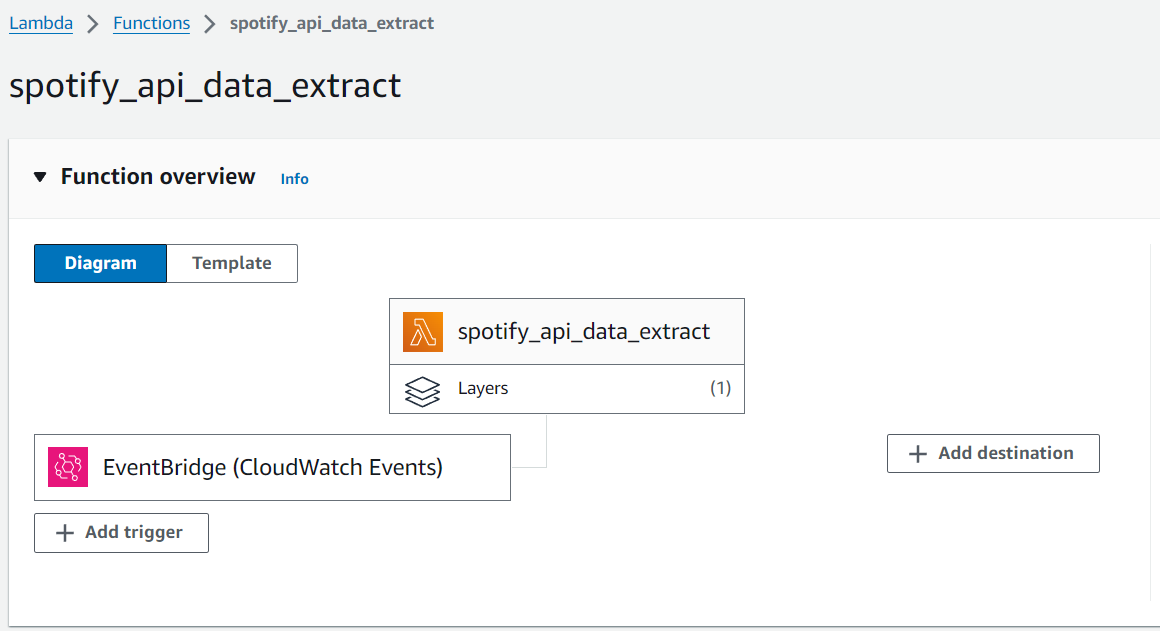 Lambda > Functions > spotify_api_data_extract
spotify_api_data_extract
Function overview Info
Diagram Template
spotify_api_data_extract
Layers (1)
EventBridge (CloudWatch Events)
+ Add destination
+ Add trigger